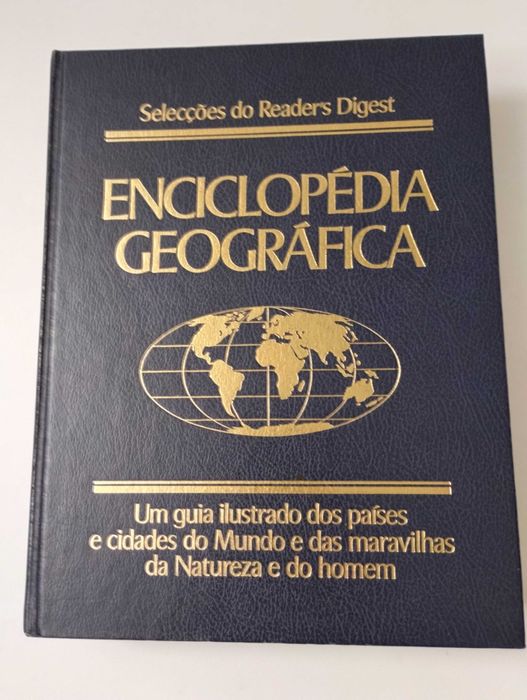 Selecções do Reader's Digest
ENCICLOPÉDIA
GEOGRÁFICA
Um guia ilustrado dos países
e cidades do Mundo e das maravilhas
da Natureza e do homem